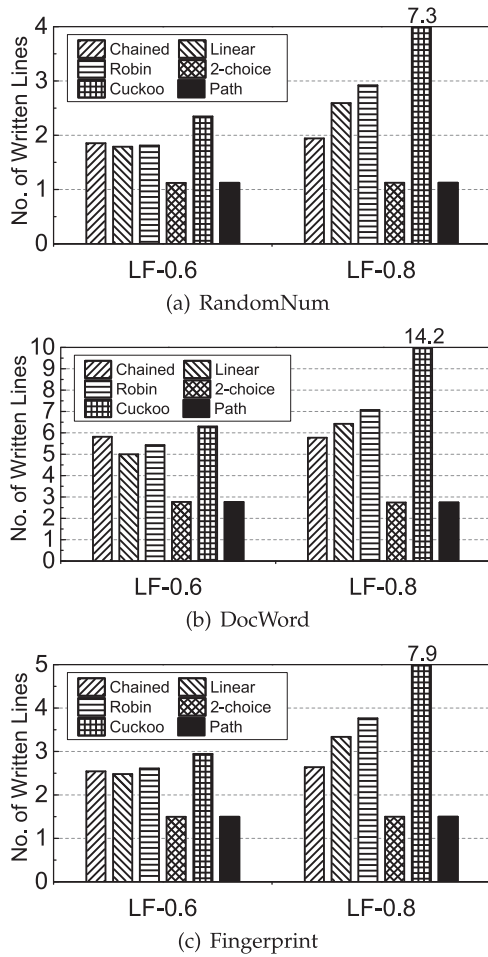 7.3
4
3
2
1
0
No. of Written Lines
Chained Linear
Robin 2-choice
Cuckoo Path
LF-0.6 LF-0.8
(a) RandomNum
14.2
10
9
8
7
6
5
4
3
2
1
0
No. of Written Lines
Chained Linear
Robin 2-choice
Cuckoo Path
LF-0.6 LF-0.8
(b) DocWord
7.9
5
4
3
2
1
0
No. of Written Lines
Chained Linear
Robin 2-choice
Cuckoo Path
LF-0.6 LF-0.8
(c) Fingerprint